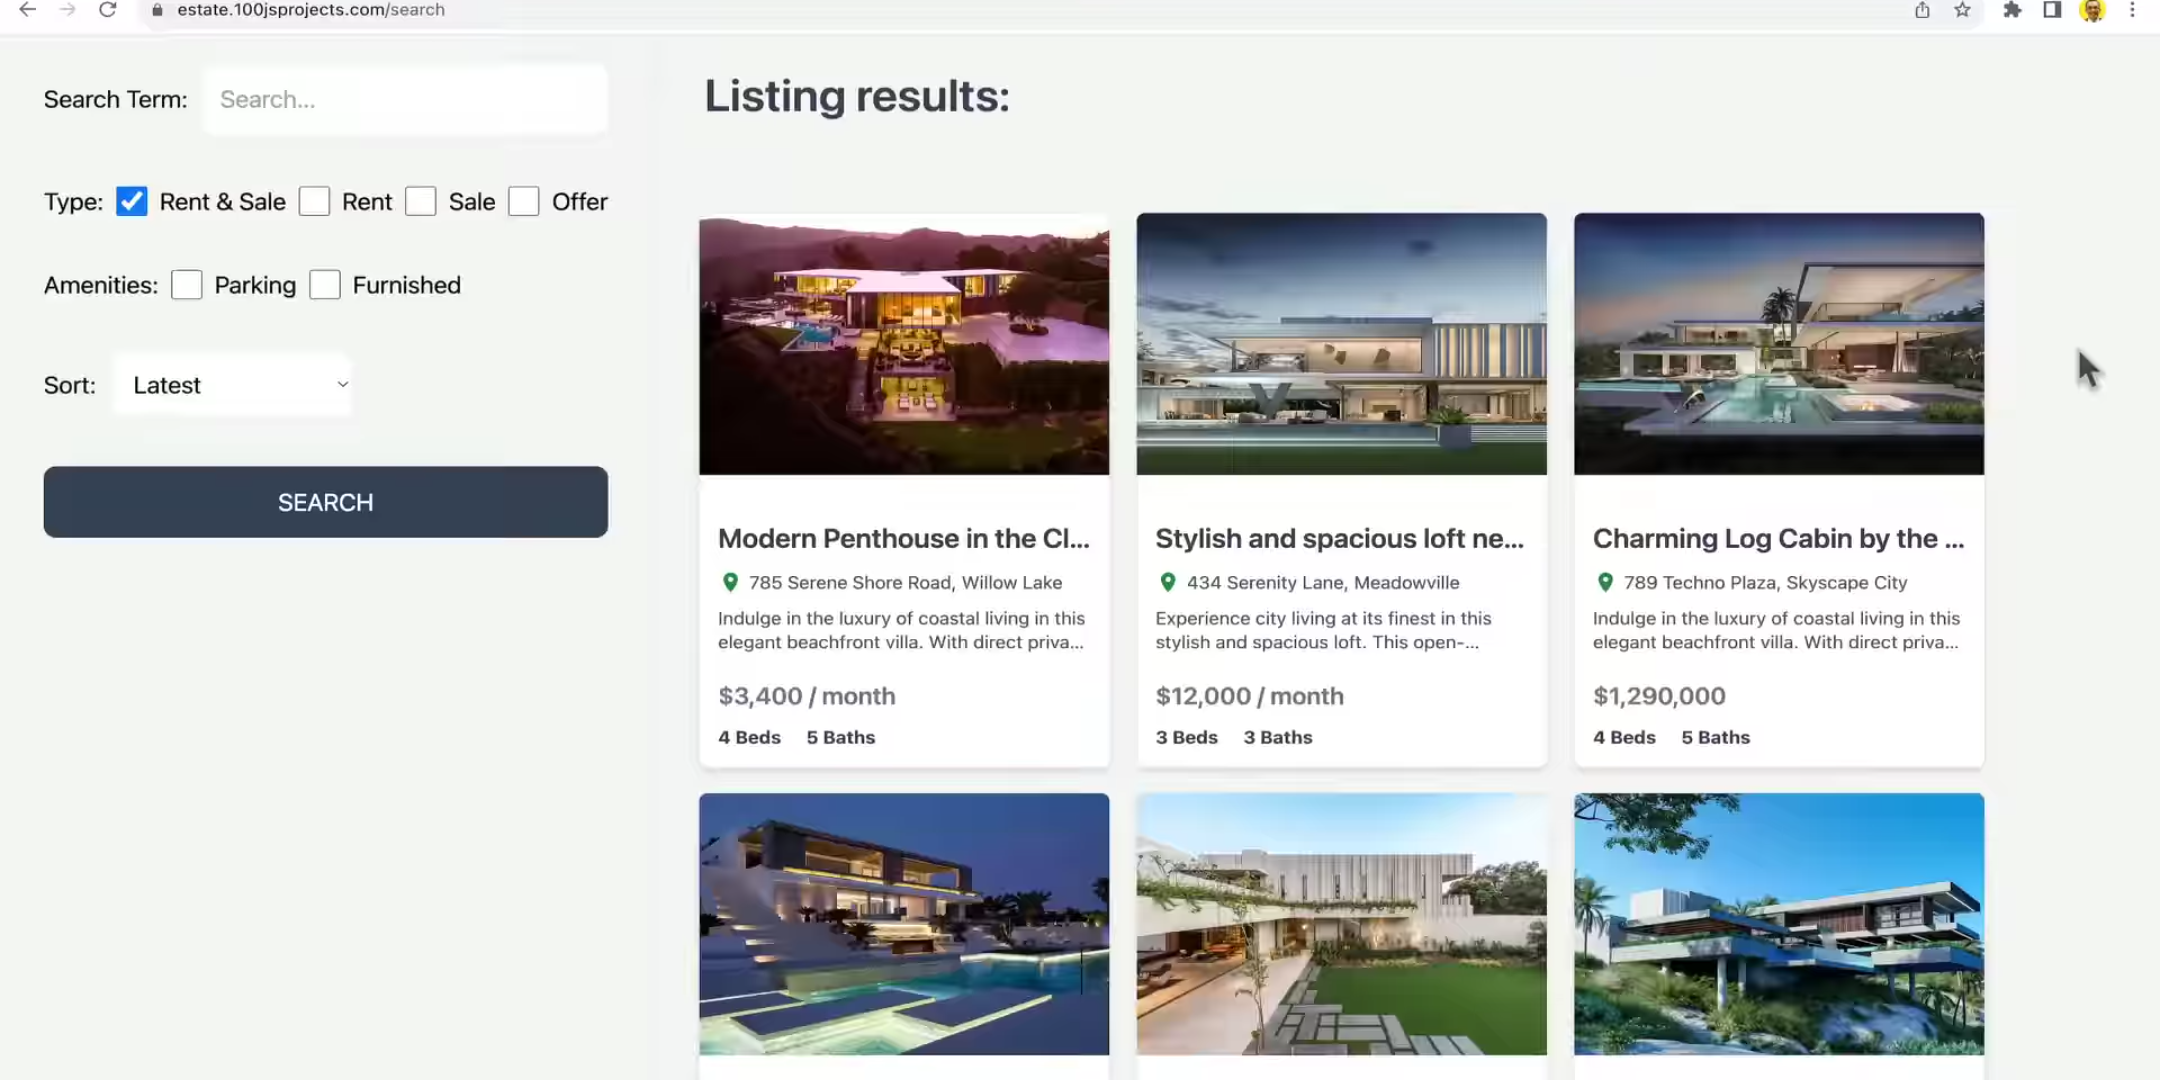 estate.100jsprojects.com/search
Search Term: Search...
Type: Rent & Sale Rent Sale Offer
Amenities: Parking Furnished
Sort: Latest
SEARCH
Listing results:
Modern Penthouse in the Cl...
785 Serene Shore Road, Willow Lake
Indulge in the luxury of coastal living in this
elegant beachfront villa. With direct priva...
$3,400 / month
4 Beds 5 Baths
Stylish and spacious loft ne...
434 Serenity Lane, Meadowville
Experience city living at its finest in this
stylish and spacious loft. This open-...
$12,000 / month
3 Beds 3 Baths
Charming Log Cabin by the ...
789 Techno Plaza, Skyscape City
Indulge in the luxury of coastal living in this
elegant beachfront villa. With direct priva...
$1,290,000
4 Beds 5 Baths